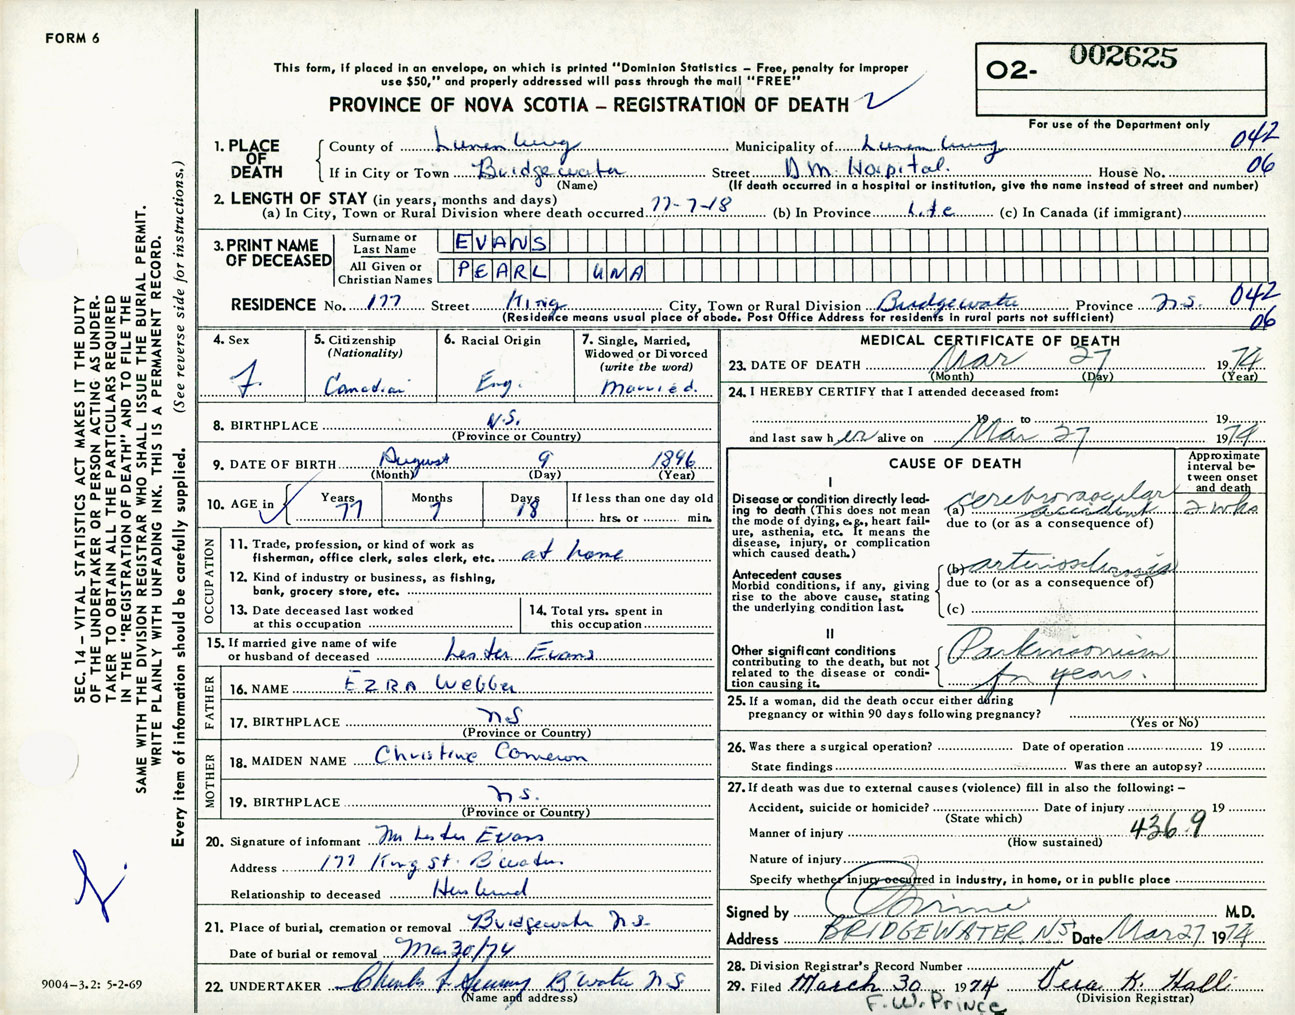 FORM 6
This form, if placed in an envelope, on which is printed "Dominion Statistics – Free, penalty for improper
use $50," and properly addressed will pass through the mail "FREE"
PROVINCE OF NOVA SCOTIA – REGISTRATION OF DEATH
O2- 002625
For use of the Department only
1. PLACE OF DEATH
County of Lunenburg Municipality of Lunenburg 042
If in City or Town Bridgewater Street D.M. Hospital. House No. 06
(Name) (If death occurred in a hospital or institution, give the name instead of street and number)
2. LENGTH OF STAY (in years, months and days)
(a) In City, Town or Rural Division where death occurred 77-7-18 (b) In Province Life (c) In Canada (if immigrant)
3. PRINT NAME OF DECEASED
Surname or Last Name EVANS
All Given or Christian Names PEARL UNA
RESIDENCE No. 177 Street King City, Town or Rural Division Bridgewater Province N.S. 042
(Residence means usual place of abode. Post Office Address for residents in rural parts not sufficient) 06
4. Sex F.
5. Citizenship (Nationality) Canadian
6. Racial Origin Eng.
7. Single, Married, Widowed or Divorced (write the word) Married.
8. BIRTHPLACE N.S.
(Province or Country)
9. DATE OF BIRTH August 9 1896
(Month) (Day) (Year)
10. AGE in Years 77 Months 7 Days 18 If less than one day old
hrs. or min.
OCCUPATION
11. Trade, profession, or kind of work as
fisherman, office clerk, sales clerk, etc. at home
12. Kind of industry or business, as fishing,
bank, grocery store, etc.
13. Date deceased last worked
at this occupation
14. Total yrs. spent in
this occupation
15. If married give name of wife
or husband of deceased Lester Evans
FATHER
16. NAME EZRA Webber
17. BIRTHPLACE NS
(Province or Country)
MOTHER
18. MAIDEN NAME Christine Cameron
19. BIRTHPLACE N.S.
(Province or Country)
20. Signature of informant Mr Lester Evans
Address 177 King St. B'water
Relationship to deceased Husband
21. Place of burial, cremation or removal Bridgewater N.S.
Date of burial or removal Mar 30/74
22. UNDERTAKER B'water N S
(Name and address)
MEDICAL CERTIFICATE OF DEATH
23. DATE OF DEATH Mar 27 1974
(Month) (Day) (Year)
24. I HEREBY CERTIFY that I attended deceased from:
19 to 19
and last saw her alive on Mar 27 1974
CAUSE OF DEATH
Approximate interval between onset and death
I
Disease or condition directly leading to death (This does not mean the mode of dying, e.g., heart failure, asthenia, etc. It means the disease, injury, or complication which caused death.)
(a) cerebrovascular accident 2 wks
due to (or as a consequence of)
Antecedent causes
Morbid conditions, if any, giving rise to the above cause, stating the underlying condition last.
(b) arteriosclerosis
due to (or as a consequence of)
(c)
II
Other significant conditions
contributing to the death, but not related to the disease or condition causing it.
Parkinsonism
for years.
25. If a woman, did the death occur either during
pregnancy or within 90 days following pregnancy?
(Yes or No)
26. Was there a surgical operation? Date of operation 19
State findings Was there an autopsy?
27. If death was due to external causes (violence) fill in also the following: –
Accident, suicide or homicide? Date of injury 19
(State which)
Manner of injury 436.9
(How sustained)
Nature of injury
Specify whether injury occurred in industry, in home, or in public place
Signed by M.D.
Address BRIDGEWATER, NS Date Mar 27 1974
28. Division Registrar's Record Number
29. Filed March 30 1974 Vera K. Hall
(Division Registrar)
F. W. PRINCE
SEC. 14 – VITAL STATISTICS ACT MAKES IT THE DUTY
OF THE UNDERTAKER OR PERSON ACTING AS UNDER-
TAKER TO OBTAIN ALL THE PARTICULARS REQUIRED
IN THE "REGISTRATION OF DEATH" AND TO FILE THE
SAME WITH THE DIVISION REGISTRAR WHO SHALL ISSUE THE BURIAL PERMIT.
WRITE PLAINLY WITH UNFADING INK. THIS IS A PERMANENT RECORD.
Every item of information should be carefully supplied. (See reverse side for instructions.)
9004-3.2: 5-2-69